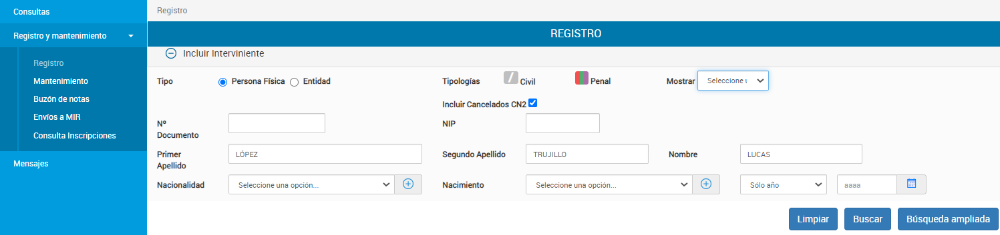 Consultas
Registro y mantenimiento
Registro
Mantenimiento
Buzón de notas
Envíos a MIR
Consulta Inscripciones
Mensajes
Registro
REGISTRO
Incluir Interviniente
Tipo Persona Física Entidad Tipologías Civil Penal Mostrar Seleccione u
Incluir Cancelados CN2
Nº Documento NIP
Primer Apellido LÓPEZ Segundo Apellido TRUJILLO Nombre LUCAS
Nacionalidad Seleccione una opción... Nacimiento Seleccione una opción... Sólo año aaaa
Limpiar Buscar Búsqueda ampliada